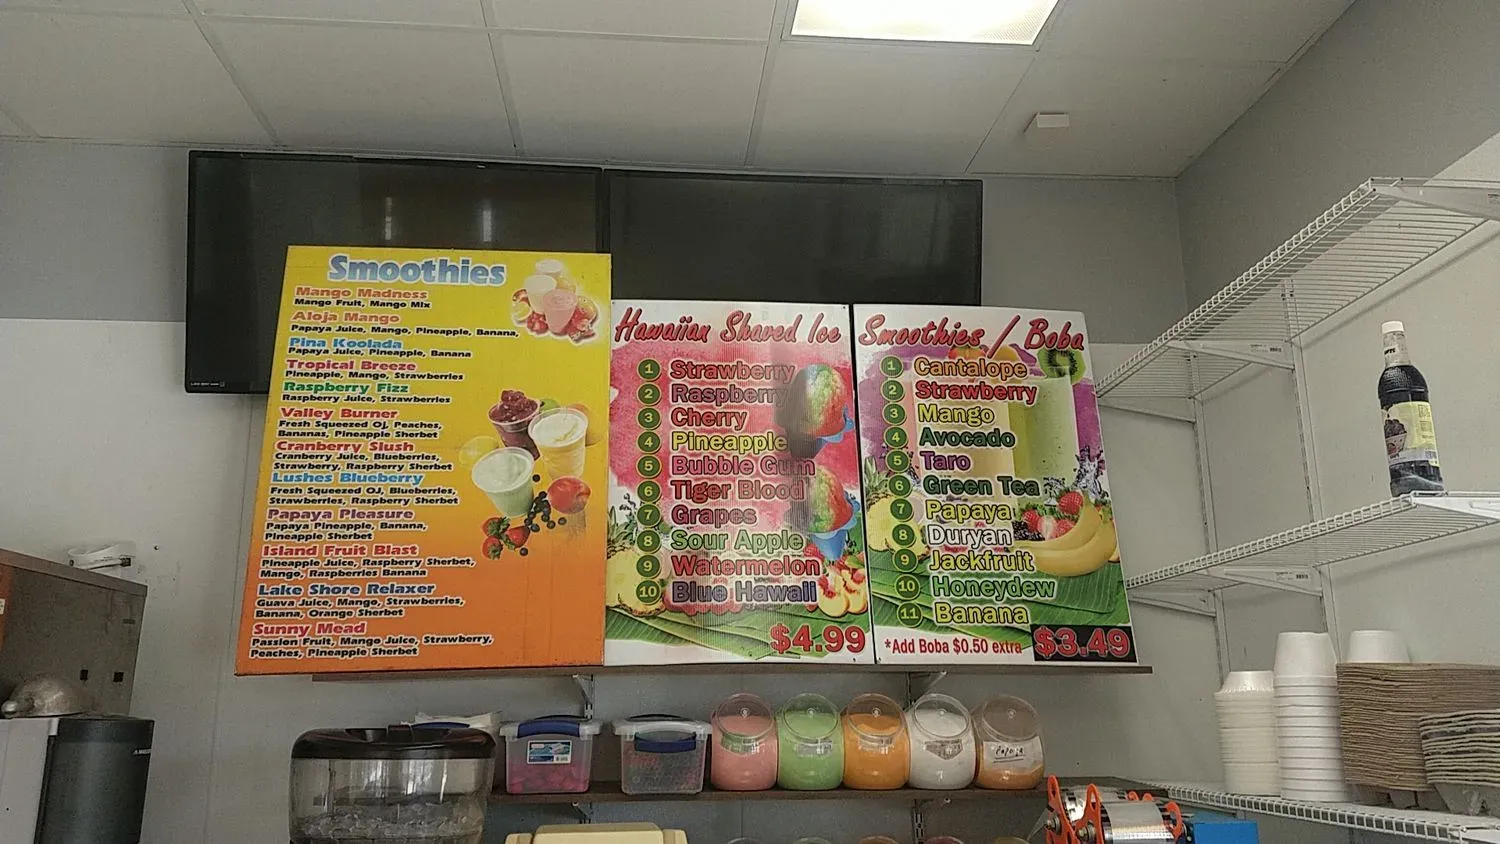 Smoothies
Mango Madness
Mango Fruit, Mango Mix
Aloja Mango
Papaya Juice, Mango, Pineapple, Banana,
Pina Koolada
Papaya Juice, Pineapple, Banana
Tropical Breeze
Pineapple, Mango, Strawberries
Raspberry Fizz
Raspberry Juice, Strawberries
Valley Burner
Fresh Squeezed OJ, Peaches,
Bananas, Pineapple Sherbet
Cranberry Slush
Cranberry Juice, Blueberries,
Strawberry, Raspberry Sherbet
Lushes Blueberry
Fresh Squeezed OJ, Blueberries,
Strawberries, Raspberry Sherbet
Papaya Pleasure
Papaya Pineapple, Banana,
Pineapple Sherbet
Island Fruit Blast
Pineapple Juice, Raspberry Sherbet,
Mango, Raspberries Banana
Lake Shore Relaxer
Guava Juice, Mango, Strawberries,
Banana, Orange Sherbet
Sunny Mead
Passion Fruit, Mango Juice, Strawberry,
Peaches, Pineapple Sherbet
Hawaiian Shaved Ice
1 Strawberry
2 Raspberry
3 Cherry
4 Pineapple
5 Bubble Gum
6 Tiger Blood
7 Grapes
8 Sour Apple
9 Watermelon
10 Blue Hawaii
$4.99
Smoothies / Boba
1 Cantalope
2 Strawberry
3 Mango
4 Avocado
5 Taro
6 Green Tea
7 Papaya
8 Duryan
9 Jackfruit
10 Honeydew
11 Banana
*Add Boba $0.50 extra
$3.49